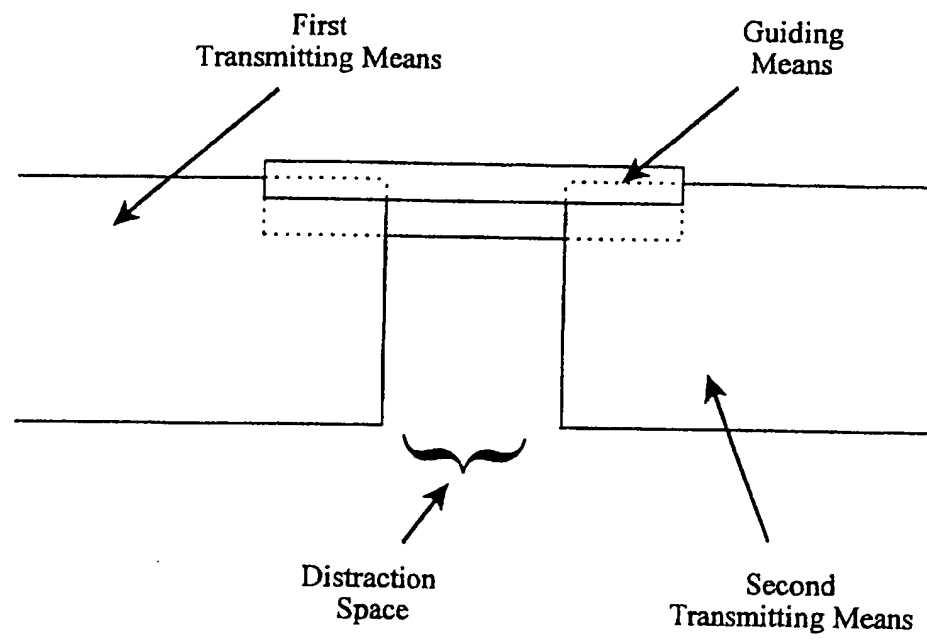 First
Transmitting Means
Guiding
Means
Distraction
Space
Second
Transmitting Means